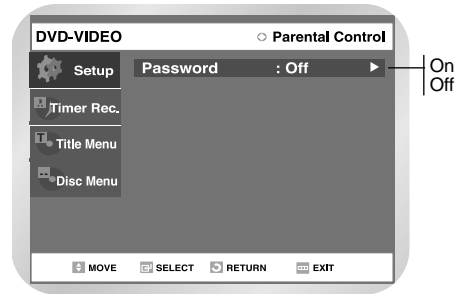 DVD-VIDEO Parental Control
Setup
Password : Off
On
Off
Timer Rec.
Title Menu
Disc Menu
MOVE SELECT RETURN EXIT